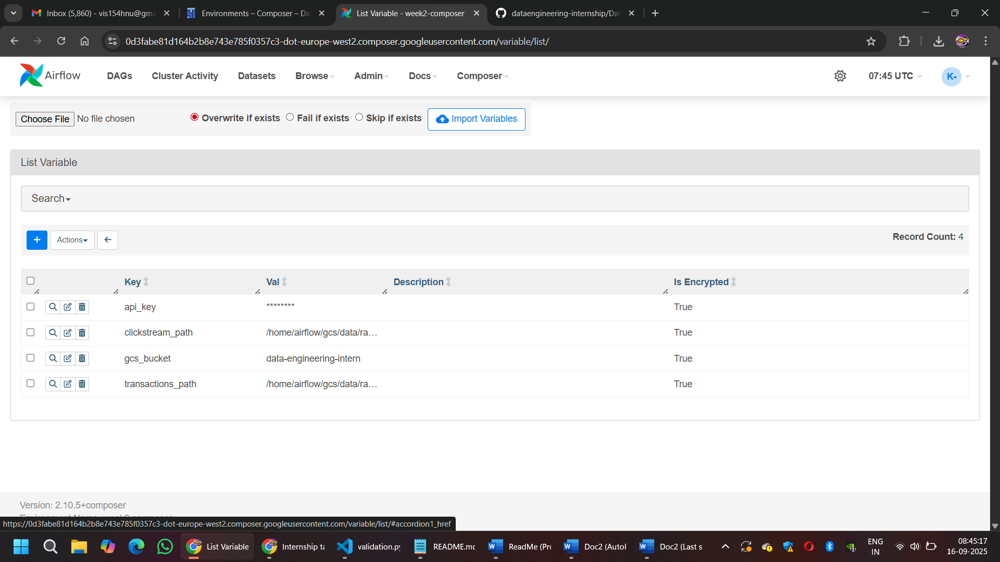 Inbox (5,860) - vis154hnu@gma
Environments – Composer – Da
List Variable - week2-composer
dataengineering-internship/Dat
0d3fabe81d164b2b8e743e785f0357c3-dot-europe-west2.composer.googleusercontent.com/variable/list/
Airflow
DAGs
Cluster Activity
Datasets
Browse
Admin
Docs
Composer
07:45 UTC
K-
Choose File No file chosen
Overwrite if exists
Fail if exists
Skip if exists
Import Variables
List Variable
Search
+
Actions
Record Count: 4
Key
Val
Description
Is Encrypted
api_key ******** True
clickstream_path /home/airflow/gcs/data/ra… True
gcs_bucket data-engineering-intern True
transactions_path /home/airflow/gcs/data/ra… True
Version: 2.10.5+composer
https://0d3fabe81d164b2b8e743e785f0357c3-dot-europe-west2.composer.googleusercontent.com/variable/list/#accordion1_href
List Variable
Internship ta
validation.py
README.md
ReadMe (Pro
Doc2 (AutoR
Doc2 (Last s
ENG
IN
08:45:17
16-09-2025